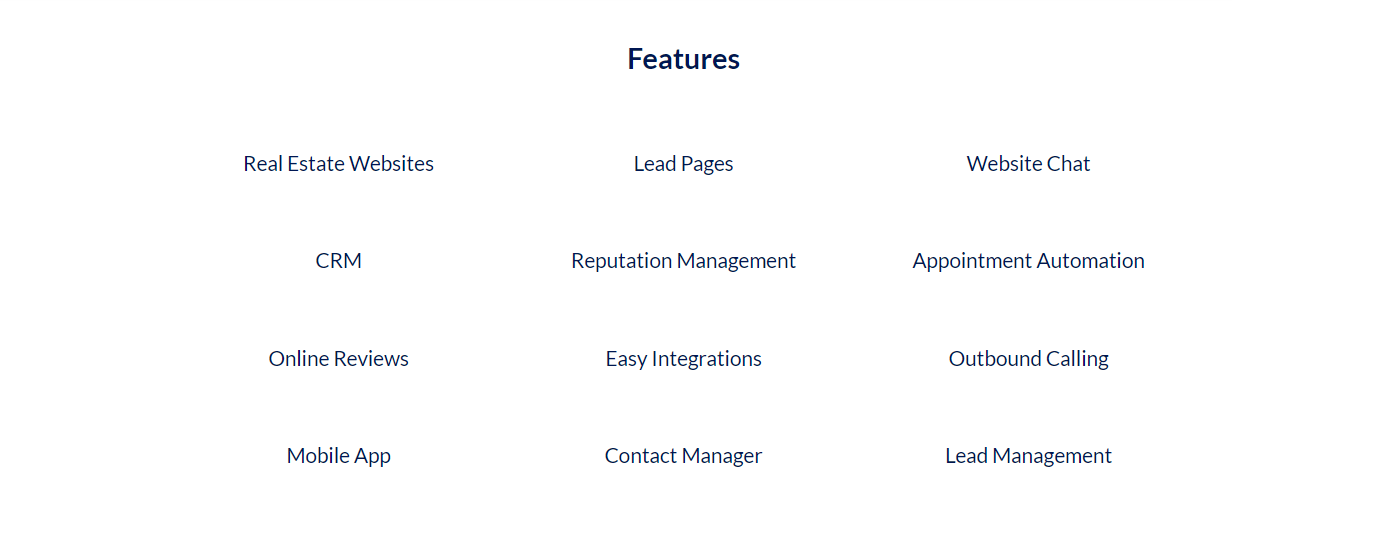 Features
Real Estate Websites
Lead Pages
Website Chat
CRM
Reputation Management
Appointment Automation
Online Reviews
Easy Integrations
Outbound Calling
Mobile App
Contact Manager
Lead Management